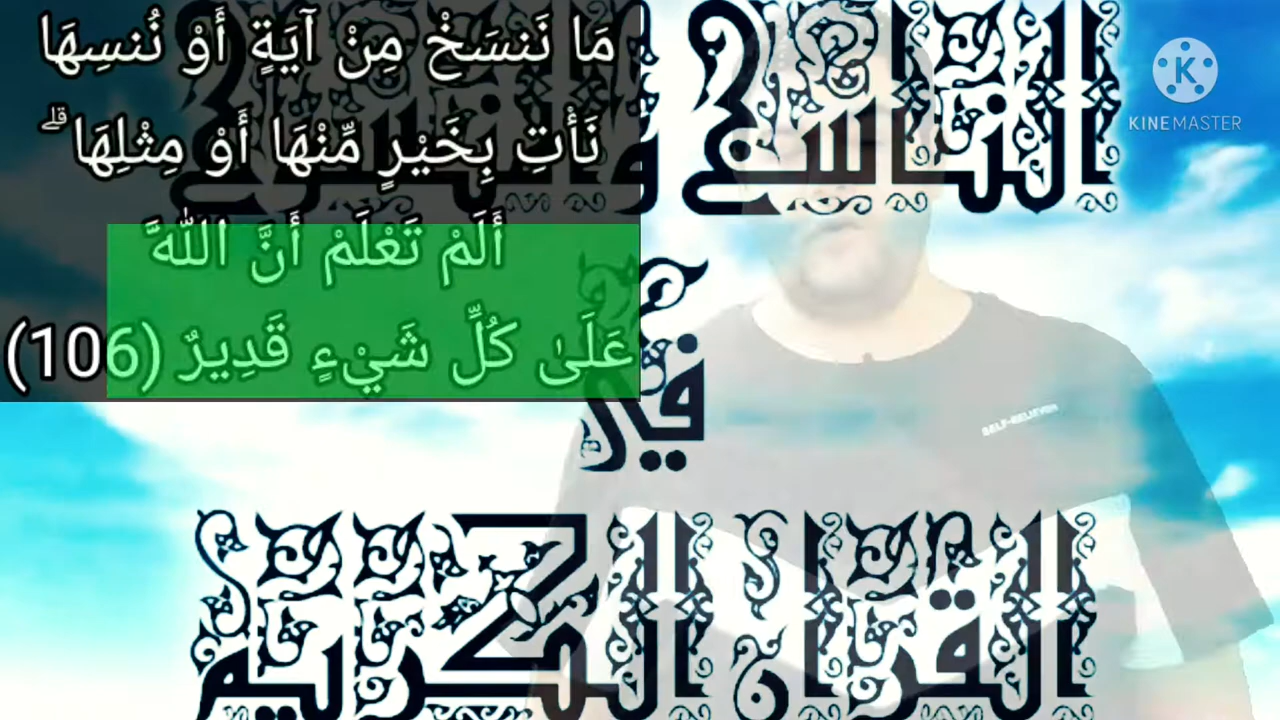 مَا نَنسَخْ مِنْ آيَةٍ أَوْ نُنسِهَا
نَأْتِ بِخَيْرٍ مِّنْهَا أَوْ مِثْلِهَا ۗ
أَلَمْ تَعْلَمْ أَنَّ اللَّهَ
عَلَىٰ كُلِّ شَيْءٍ قَدِيرٌ (106)
الناسخ والمنسوخ
في
القرآن الكريم
KINEMASTER
SELF-BELIEVER